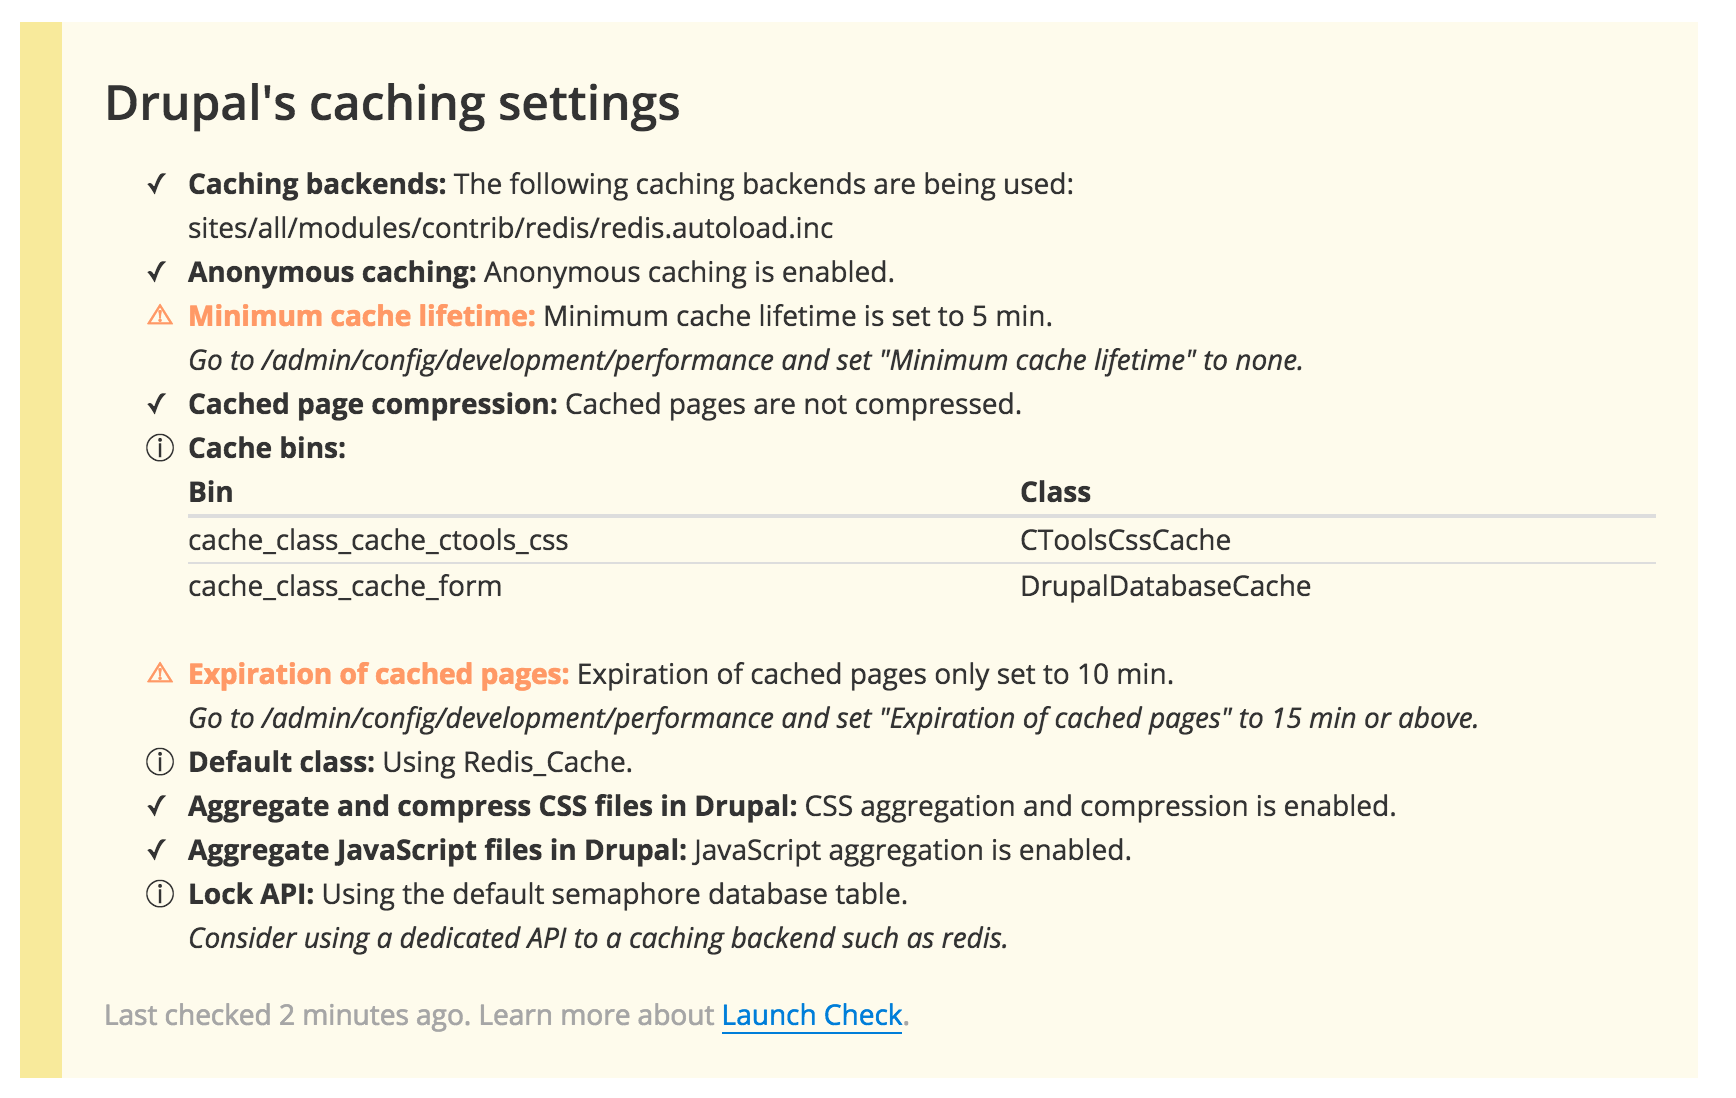 Drupal's caching settings
✓ Caching backends: The following caching backends are being used:
sites/all/modules/contrib/redis/redis.autoload.inc
✓ Anonymous caching: Anonymous caching is enabled.
⚠ Minimum cache lifetime: Minimum cache lifetime is set to 5 min.
Go to /admin/config/development/performance and set "Minimum cache lifetime" to none.
✓ Cached page compression: Cached pages are not compressed.
ⓘ Cache bins:
Bin Class
cache_class_cache_ctools_css CToolsCssCache
cache_class_cache_form DrupalDatabaseCache
⚠ Expiration of cached pages: Expiration of cached pages only set to 10 min.
Go to /admin/config/development/performance and set "Expiration of cached pages" to 15 min or above.
ⓘ Default class: Using Redis_Cache.
✓ Aggregate and compress CSS files in Drupal: CSS aggregation and compression is enabled.
✓ Aggregate JavaScript files in Drupal: JavaScript aggregation is enabled.
ⓘ Lock API: Using the default semaphore database table.
Consider using a dedicated API to a caching backend such as redis.
Last checked 2 minutes ago. Learn more about Launch Check.